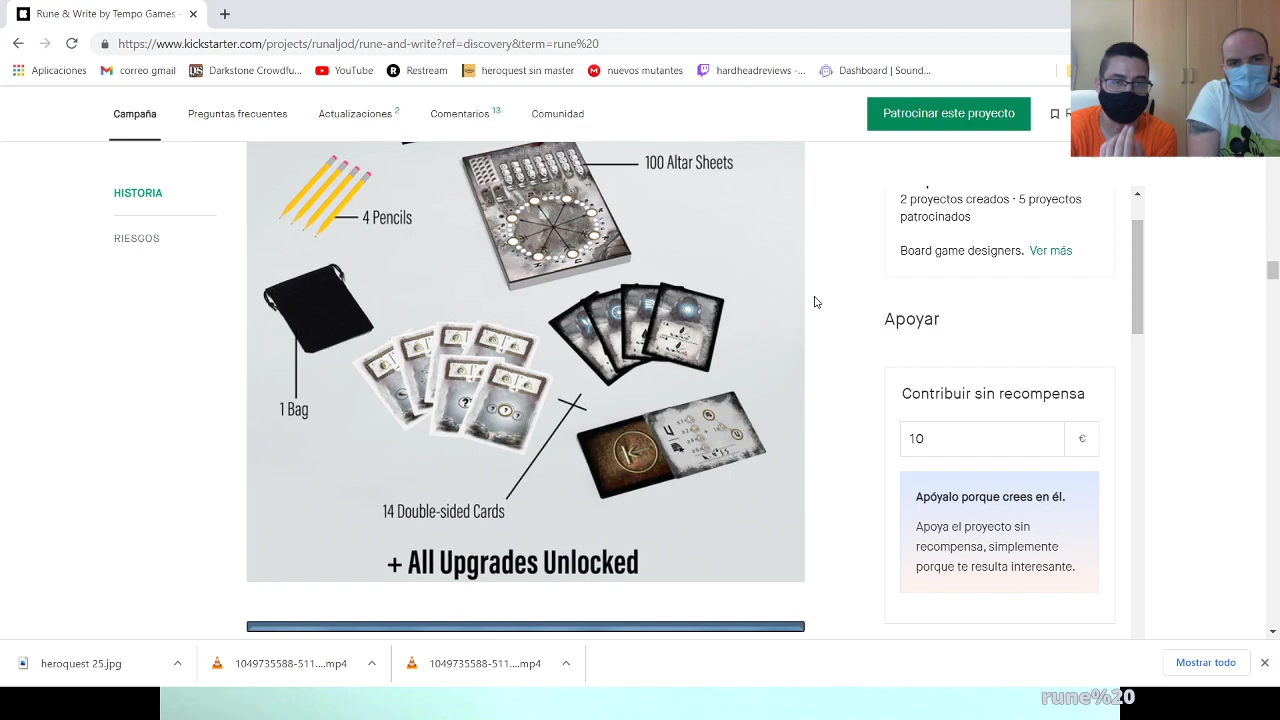 Rune & Write by Tempo Games -
https://www.kickstarter.com/projects/runaljod/rune-and-write?ref=discovery&term=rune%20
Aplicaciones
correo gmail
Darkstone Crowdfu...
YouTube
Restream
heroquest sin master
nuevos mutantes
hardheadreviews -...
Dashboard | Sound...
Campaña
Preguntas frecuentes
Actualizaciones 2
Comentarios 13
Comunidad
Patrocinar este proyecto
HISTORIA
RIESGOS
100 Altar Sheets
4 Pencils
1 Bag
14 Double-sided Cards
+ All Upgrades Unlocked
2 proyectos creados · 5 proyectos
patrocinados
Board game designers. Ver más
Apoyar
Contribuir sin recompensa
10 €
Apóyalo porque crees en él.
Apoya el proyecto sin
recompensa, simplemente
porque te resulta interesante.
heroquest 25.jpg
1049735588-511....mp4
1049735588-511....mp4
Mostrar todo
rune%20